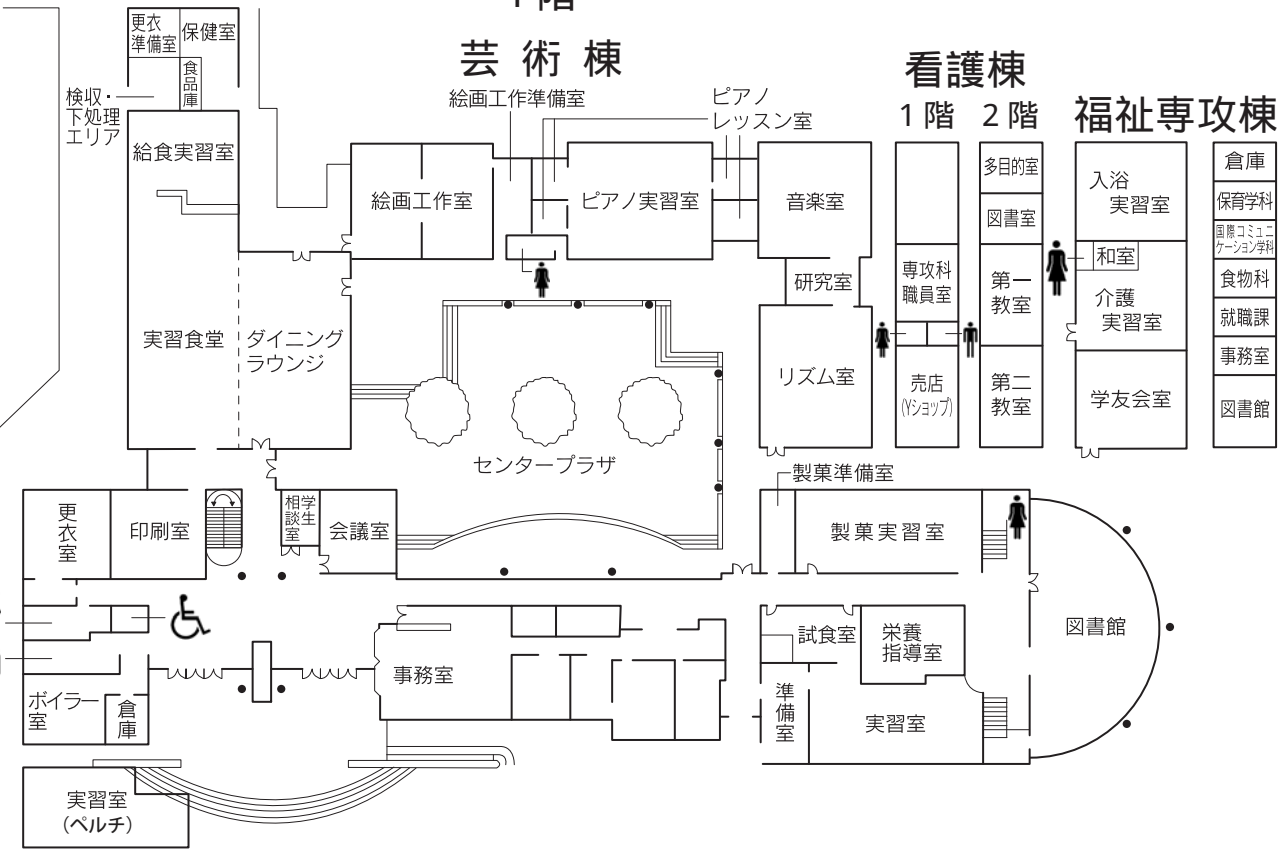 1階
芸術棟
看護棟
1階 2階
福祉専攻棟
更衣
準備室
保健室
食品庫
検収・
下処理
エリア
給食実習室
絵画工作準備室
ピアノ
レッスン室
絵画工作室
ピアノ実習室
音楽室
研究室
リズム室
実習食堂
ダイニング
ラウンジ
センタープラザ
専攻科
職員室
売店
(Yショップ)
多目的室
図書室
第一
教室
第二
教室
入浴
実習室
和室
介護
実習室
学友会室
倉庫
保育学科
国際コミュニ
ケーション学科
食物科
就職課
事務室
図書館
更衣室
印刷室
学生
相談室
会議室
製菓準備室
製菓実習室
図書館
試食室
栄養
指導室
準備室
実習室
事務室
ボイラー
室
倉庫
実習室
(ペルチ)